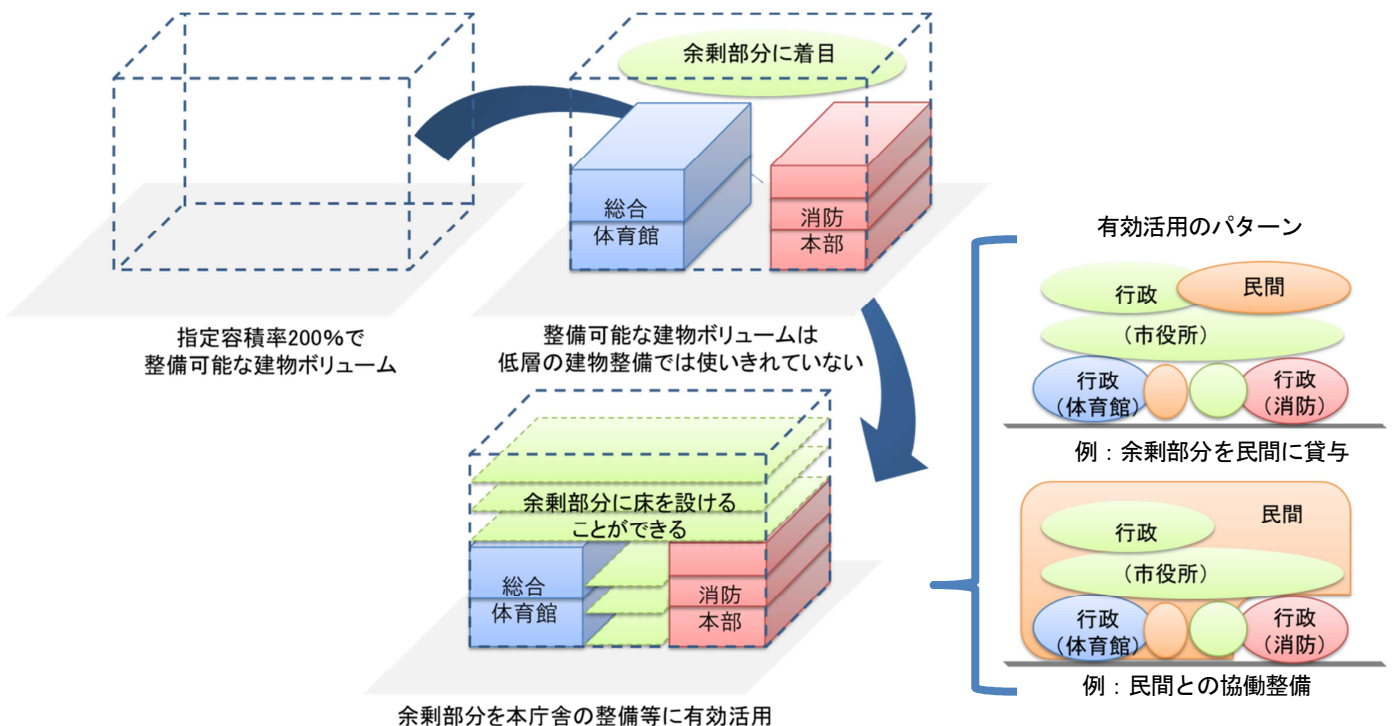 余剰部分に着目
総合
体育館
消防
本部
指定容積率200%で
整備可能な建物ボリューム
整備可能な建物ボリュームは
低層の建物整備では使いきれていない
余剰部分に床を設ける
ことができる
総合
体育館
消防
本部
余剰部分を本庁舎の整備等に有効活用
有効活用のパターン
行政
民間
（市役所）
行政
（体育館）
行政
（消防）
例：余剰部分を民間に貸与
民間
行政
（市役所）
行政
（体育館）
行政
（消防）
例：民間との協働整備